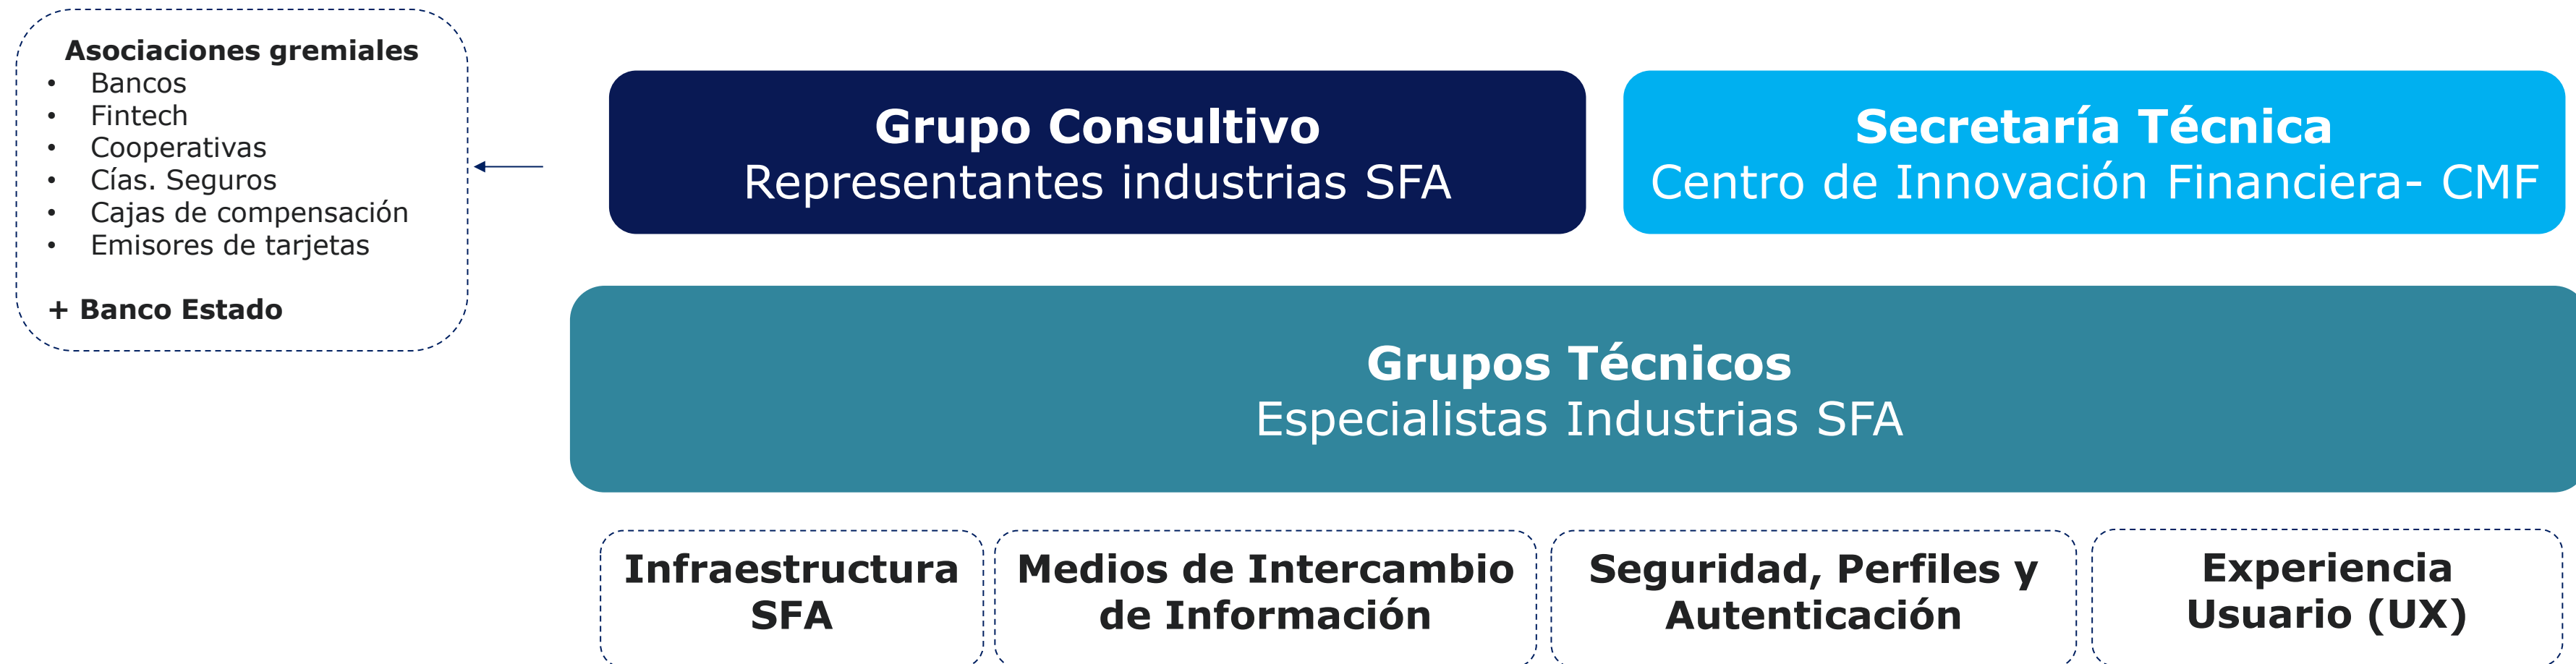 Asociaciones gremiales
• Bancos
• Fintech
• Cooperativas
• Cías. Seguros
• Cajas de compensación
• Emisores de tarjetas
+ Banco Estado
Grupo Consultivo
Representantes industrias SFA
Secretaría Técnica
Centro de Innovación Financiera- CMF
Grupos Técnicos
Especialistas Industrias SFA
Infraestructura
SFA
Medios de Intercambio
de Información
Seguridad, Perfiles y
Autenticación
Experiencia
Usuario (UX)